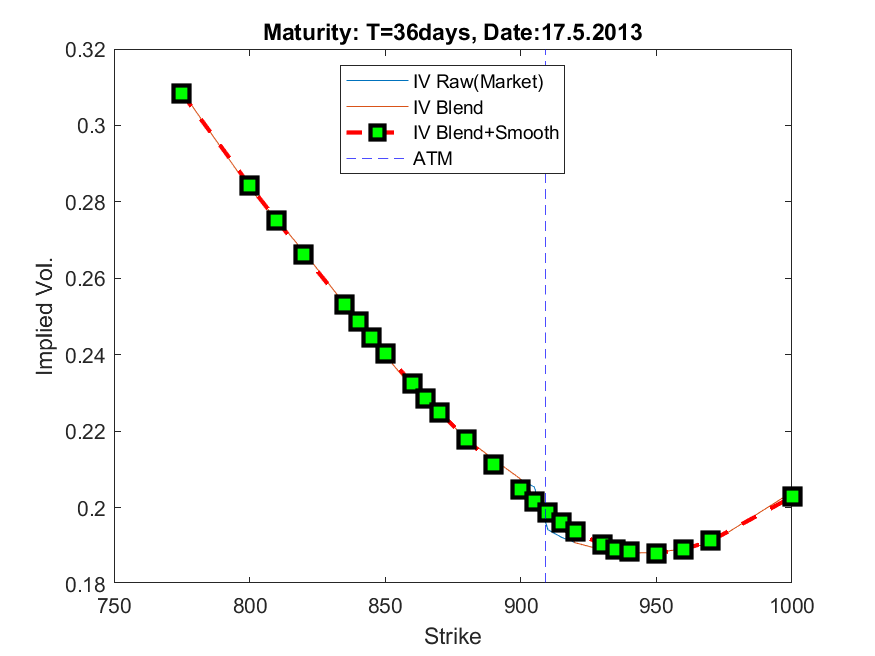 Maturity: T=36days, Date:17.5.2013
0.32
0.3
0.28
0.26
0.24
0.22
0.2
0.18
Implied Vol.
IV Raw(Market)
IV Blend
IV Blend+Smooth
ATM
750 800 850 900 950 1000
Strike